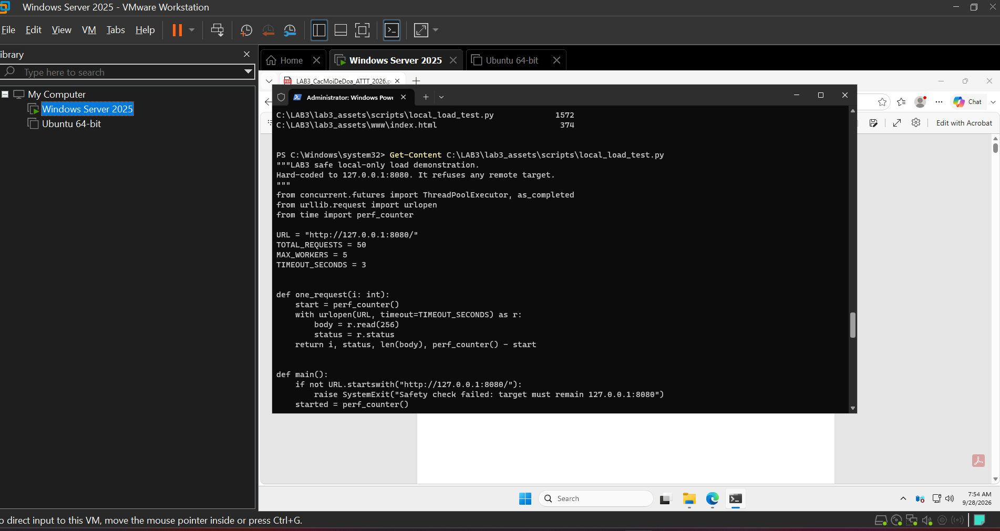 Windows Server 2025 - VMware Workstation
File Edit View VM Tabs Help
ibrary
Type here to search
My Computer
Windows Server 2025
Ubuntu 64-bit
Home
Windows Server 2025
Ubuntu 64-bit
LAB3_CacMoiDeDoa_ATTT_2026.p
Administrator: Windows Powe
Chat
Edit with Acrobat
C:\LAB3\lab3_assets\scripts\local_load_test.py 1572
C:\LAB3\lab3_assets\www\index.html 374
PS C:\Windows\system32> Get-Content C:\LAB3\lab3_assets\scripts\local_load_test.py
"""LAB3 safe local-only load demonstration.
Hard-coded to 127.0.0.1:8080. It refuses any remote target.
"""
from concurrent.futures import ThreadPoolExecutor, as_completed
from urllib.request import urlopen
from time import perf_counter
URL = "http://127.0.0.1:8080/"
TOTAL_REQUESTS = 50
MAX_WORKERS = 5
TIMEOUT_SECONDS = 3
def one_request(i: int):
    start = perf_counter()
    with urlopen(URL, timeout=TIMEOUT_SECONDS) as r:
        body = r.read(256)
        status = r.status
    return i, status, len(body), perf_counter() - start
def main():
    if not URL.startswith("http://127.0.0.1:8080/"):
        raise SystemExit("Safety check failed: target must remain 127.0.0.1:8080")
    started = perf_counter()
Search
7:54 AM
9/28/2026
o direct input to this VM, move the mouse pointer inside or press Ctrl+G.